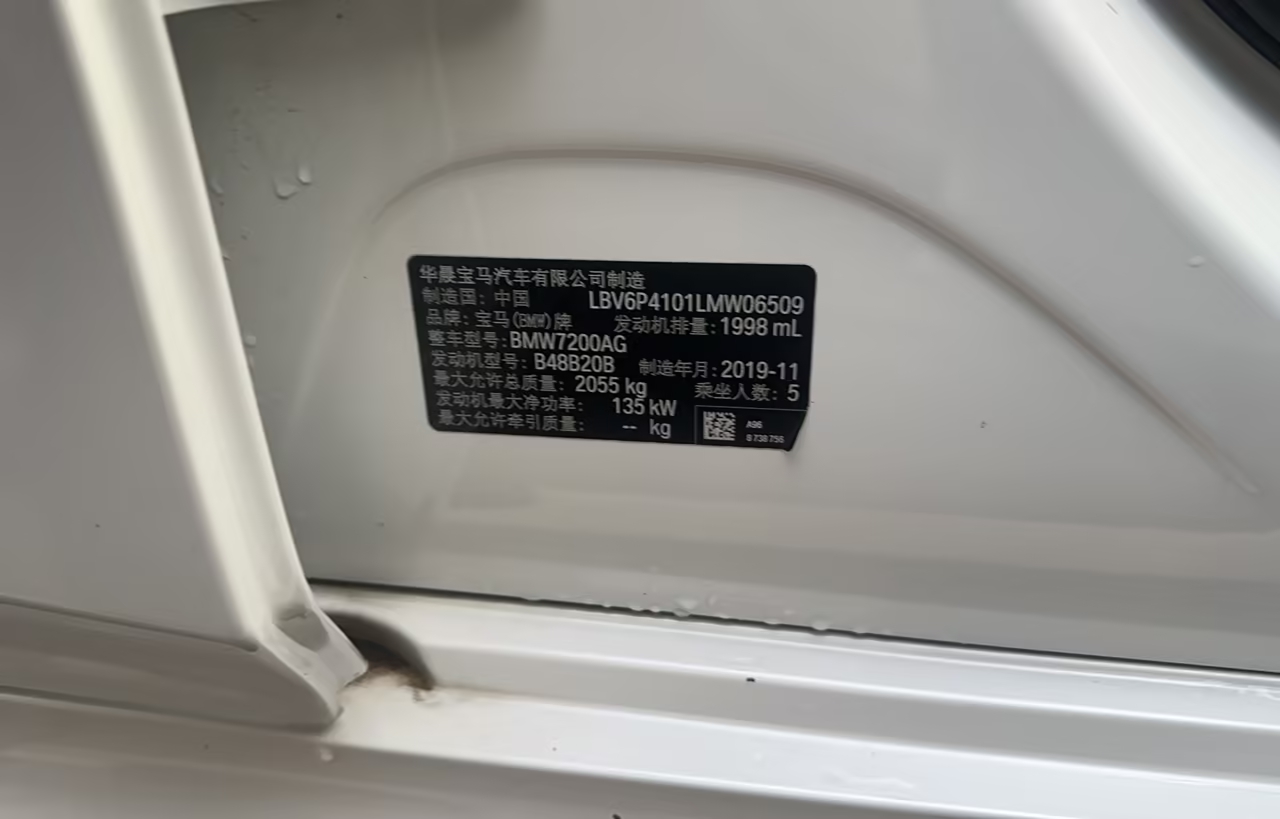 华晨宝马汽车有限公司制造
制造国：中国 LBV6P4101LMW06509
品牌：宝马(BMW)牌 发动机排量：1998 mL
整车型号：BMW7200AG
发动机型号：B48B20B 制造年月：2019-11
最大允许总质量：2055 kg 乘坐人数：5
发动机最大净功率：135 kW
最大允许牵引质量：-- kg
A96
8 738 756